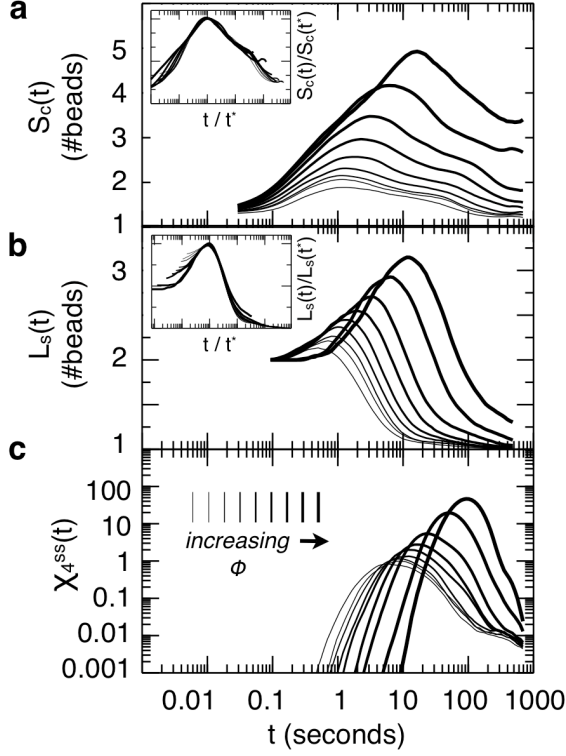 a
S_c(t)
(#beads)
5
4
3
2
1
S_c(t)/S_c(t*)
t / t*
b
L_s(t)
(#beads)
3
2
1
L_s(t)/L_s(t*)
t / t*
c
χ_4^ss(t)
100
10
1
0.1
0.01
0.001
increasing →
Φ
0.01 0.1 1 10 100 1000
t (seconds)